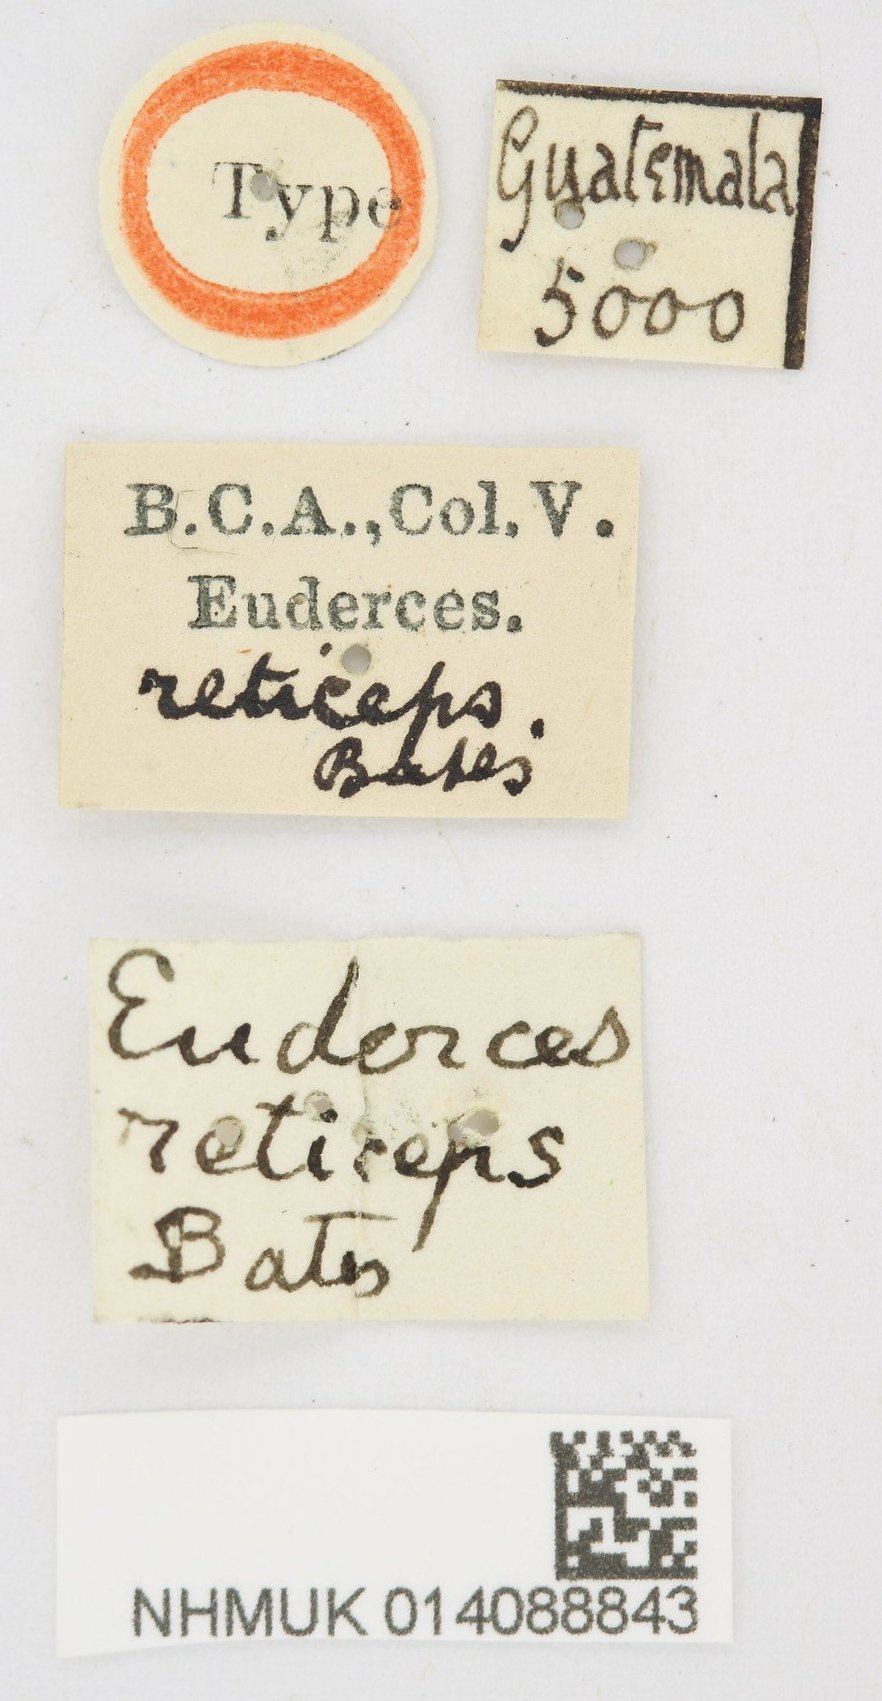 Type
Guatemala
5000
B.C.A., Col. V.
Euderces.
reticeps.
Bates
Euderces
reticeps
Bates
NHMUK 014088843